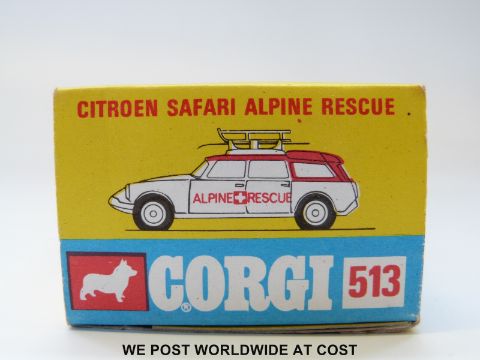 CITROEN SAFARI ALPINE RESCUE
ALPINE RESCUE
CORGI® 513
WE POST WORLDWIDE AT COST